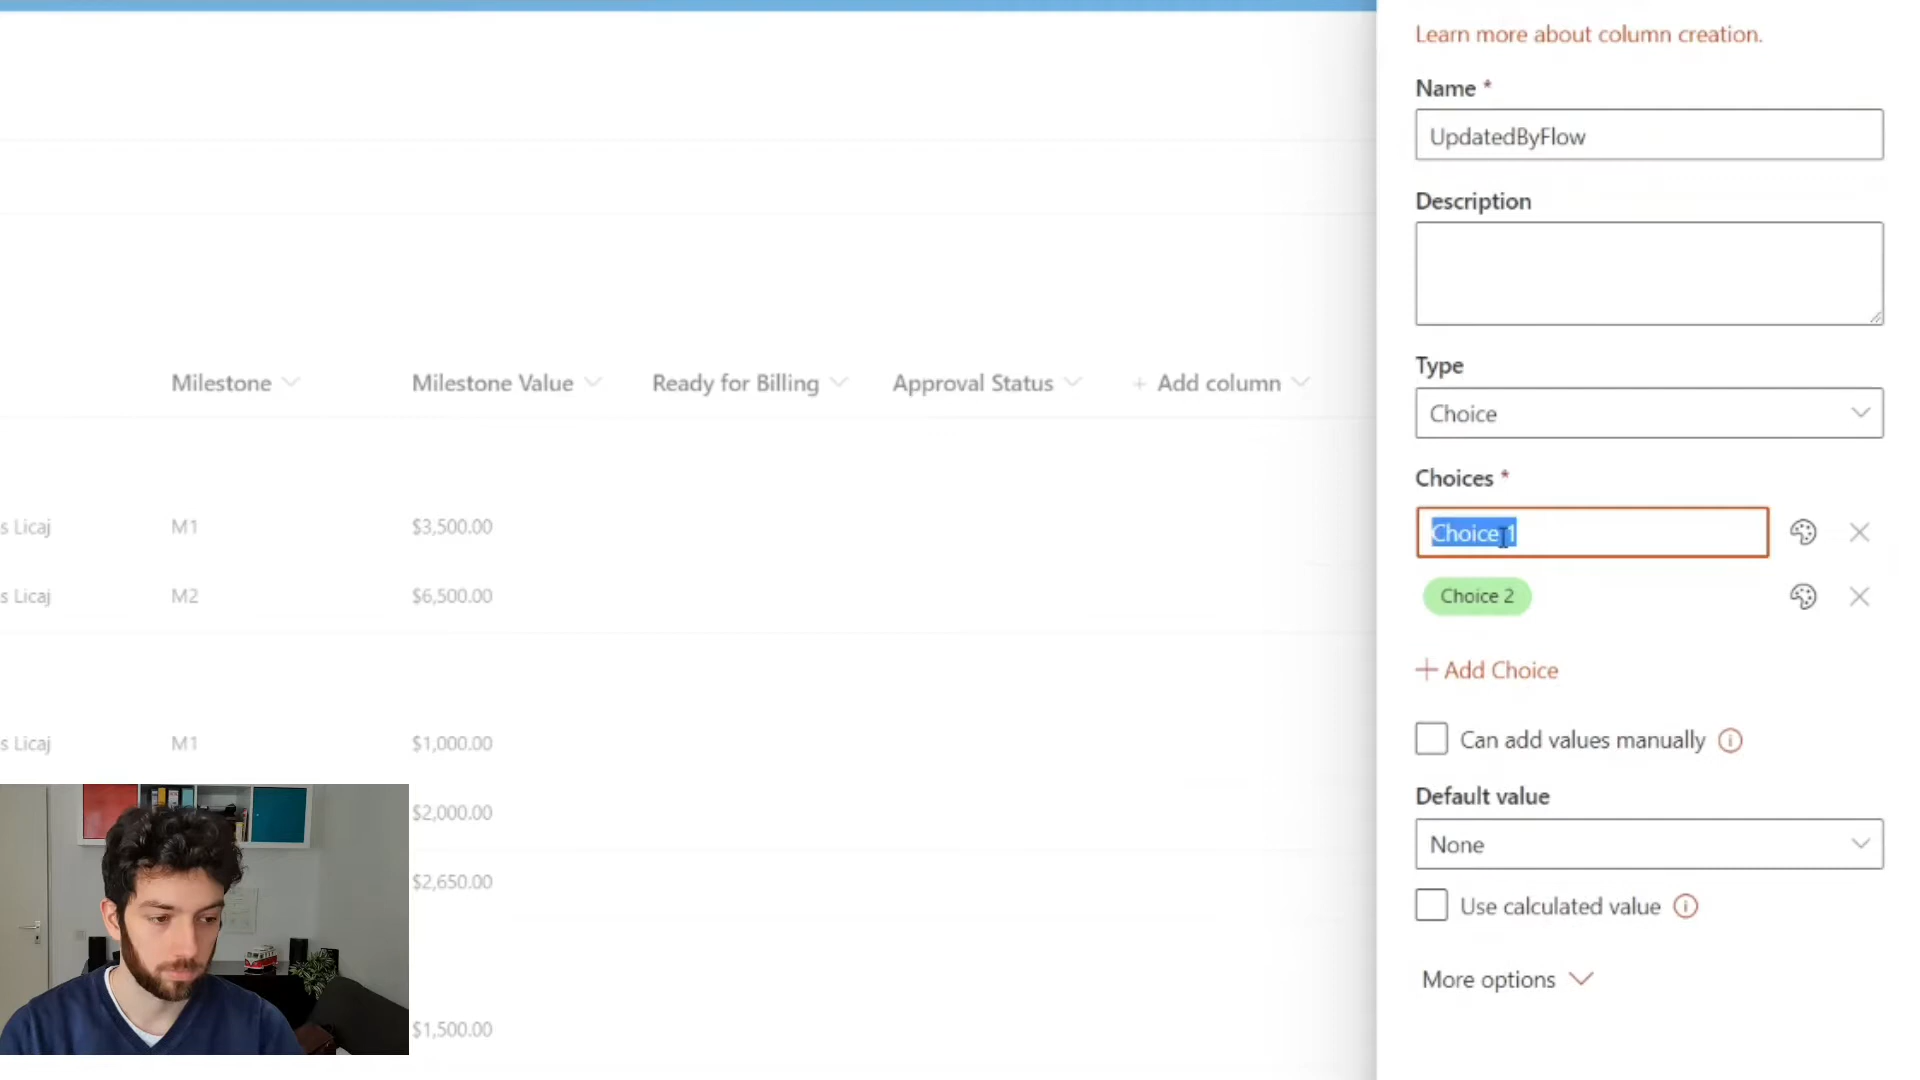 Learn more about column creation.
Name *
UpdatedByFlow
Description
Type
Choice
Choices *
Choice 1
Choice 2
+ Add Choice
Can add values manually
Default value
None
Use calculated value
More options
Milestone
Milestone Value
Ready for Billing
Approval Status
+ Add column
s Licaj M1 $3,500.00
s Licaj M2 $6,500.00
s Licaj M1 $1,000.00
$2,000.00
$2,650.00
$1,500.00